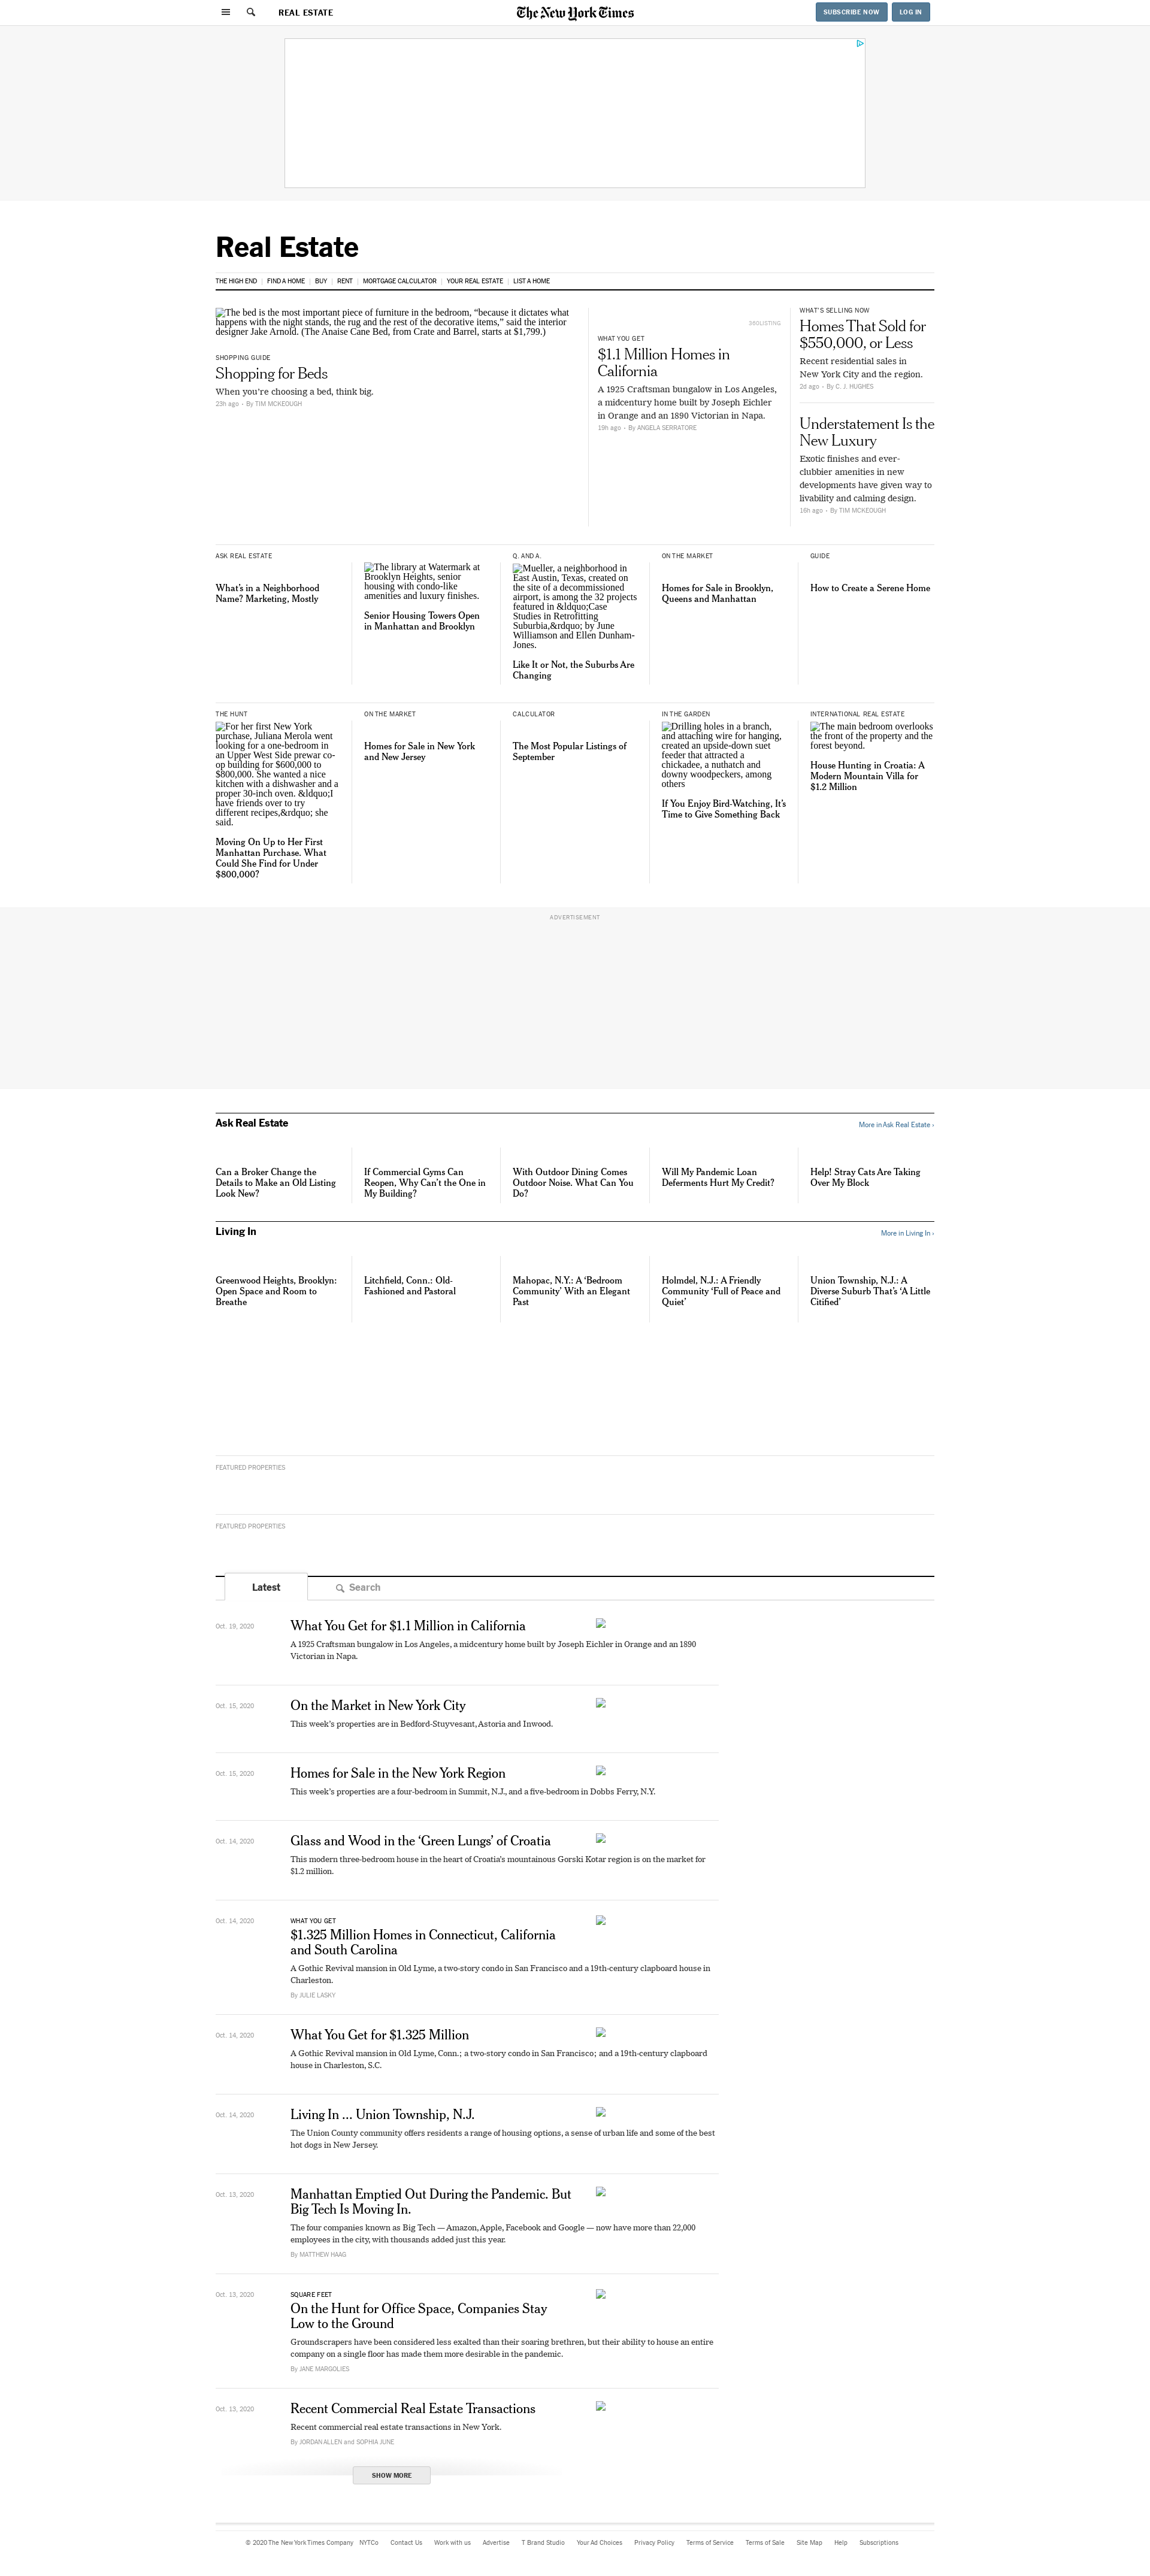 REAL ESTATE
The New York Times
SUBSCRIBE NOW
LOG IN
Real Estate
THE HIGH END | FIND A HOME | BUY | RENT | MORTGAGE CALCULATOR | YOUR REAL ESTATE | LIST A HOME
The bed is the most important piece of furniture in the bedroom, “because it dictates what
happens with the night stands, the rug and the rest of the decorative items,” said the interior
designer Jake Arnold. (The Anaise Cane Bed, from Crate and Barrel, starts at $1,799.)
SHOPPING GUIDE
Shopping for Beds
When you’re choosing a bed, think big.
23h ago • By TIM MCKEOUGH
360LISTING
WHAT YOU GET
$1.1 Million Homes in
California
A 1925 Craftsman bungalow in Los Angeles,
a midcentury home built by Joseph Eichler
in Orange and an 1890 Victorian in Napa.
19h ago • By ANGELA SERRATORE
WHAT’S SELLING NOW
Homes That Sold for
$550,000, or Less
Recent residential sales in
New York City and the region.
2d ago • By C. J. HUGHES
Understatement Is the
New Luxury
Exotic finishes and ever-
clubbier amenities in new
developments have given way to
livability and calming design.
16h ago • By TIM MCKEOUGH
ASK REAL ESTATE
What’s in a Neighborhood
Name? Marketing, Mostly
The library at Watermark at
Brooklyn Heights, senior
housing with condo-like
amenities and luxury finishes.
Senior Housing Towers Open
in Manhattan and Brooklyn
Q. AND A.
Mueller, a neighborhood in
East Austin, Texas, created on
the site of a decommissioned
airport, is among the 32 projects
featured in &ldquo;Case
Studies in Retrofitting
Suburbia,&rdquo; by June
Williamson and Ellen Dunham-
Jones.
Like It or Not, the Suburbs Are
Changing
ON THE MARKET
Homes for Sale in Brooklyn,
Queens and Manhattan
GUIDE
How to Create a Serene Home
THE HUNT
For her first New York
purchase, Juliana Merola went
looking for a one-bedroom in
an Upper West Side prewar co-
op building for $600,000 to
$800,000. She wanted a nice
kitchen with a dishwasher and a
proper 30-inch oven. &ldquo;I
have friends over to try
different recipes,&rdquo; she
said.
Moving On Up to Her First
Manhattan Purchase. What
Could She Find for Under
$800,000?
ON THE MARKET
Homes for Sale in New York
and New Jersey
CALCULATOR
The Most Popular Listings of
September
IN THE GARDEN
Drilling holes in a branch,
and attaching wire for hanging,
created an upside-down suet
feeder that attracted a
chickadee, a nuthatch and
downy woodpeckers, among
others
If You Enjoy Bird-Watching, It’s
Time to Give Something Back
INTERNATIONAL REAL ESTATE
The main bedroom overlooks
the front of the property and the
forest beyond.
House Hunting in Croatia: A
Modern Mountain Villa for
$1.2 Million
ADVERTISEMENT
Ask Real Estate
More in Ask Real Estate ›
Can a Broker Change the
Details to Make an Old Listing
Look New?
If Commercial Gyms Can
Reopen, Why Can’t the One in
My Building?
With Outdoor Dining Comes
Outdoor Noise. What Can You
Do?
Will My Pandemic Loan
Deferments Hurt My Credit?
Help! Stray Cats Are Taking
Over My Block
Living In
More in Living In ›
Greenwood Heights, Brooklyn:
Open Space and Room to
Breathe
Litchfield, Conn.: Old-
Fashioned and Pastoral
Mahopac, N.Y.: A ‘Bedroom
Community’ With an Elegant
Past
Holmdel, N.J.: A Friendly
Community ‘Full of Peace and
Quiet’
Union Township, N.J.: A
Diverse Suburb That’s ‘A Little
Citified’
FEATURED PROPERTIES
FEATURED PROPERTIES
Latest
Search
Oct. 19, 2020
What You Get for $1.1 Million in California
A 1925 Craftsman bungalow in Los Angeles, a midcentury home built by Joseph Eichler in Orange and an 1890
Victorian in Napa.
Oct. 15, 2020
On the Market in New York City
This week’s properties are in Bedford-Stuyvesant, Astoria and Inwood.
Oct. 15, 2020
Homes for Sale in the New York Region
This week’s properties are a four-bedroom in Summit, N.J., and a five-bedroom in Dobbs Ferry, N.Y.
Oct. 14, 2020
Glass and Wood in the ‘Green Lungs’ of Croatia
This modern three-bedroom house in the heart of Croatia’s mountainous Gorski Kotar region is on the market for
$1.2 million.
Oct. 14, 2020
WHAT YOU GET
$1.325 Million Homes in Connecticut, California
and South Carolina
A Gothic Revival mansion in Old Lyme, a two-story condo in San Francisco and a 19th-century clapboard house in
Charleston.
By JULIE LASKY
Oct. 14, 2020
What You Get for $1.325 Million
A Gothic Revival mansion in Old Lyme, Conn.; a two-story condo in San Francisco; and a 19th-century clapboard
house in Charleston, S.C.
Oct. 14, 2020
Living In ... Union Township, N.J.
The Union County community offers residents a range of housing options, a sense of urban life and some of the best
hot dogs in New Jersey.
Oct. 13, 2020
Manhattan Emptied Out During the Pandemic. But
Big Tech Is Moving In.
The four companies known as Big Tech — Amazon, Apple, Facebook and Google — now have more than 22,000
employees in the city, with thousands added just this year.
By MATTHEW HAAG
Oct. 13, 2020
SQUARE FEET
On the Hunt for Office Space, Companies Stay
Low to the Ground
Groundscrapers have been considered less exalted than their soaring brethren, but their ability to house an entire
company on a single floor has made them more desirable in the pandemic.
By JANE MARGOLIES
Oct. 13, 2020
Recent Commercial Real Estate Transactions
Recent commercial real estate transactions in New York.
By JORDAN ALLEN and SOPHIA JUNE
SHOW MORE
© 2020 The New York Times Company NYTCo Contact Us Work with us Advertise T Brand Studio Your Ad Choices Privacy Policy Terms of Service Terms of Sale Site Map Help Subscriptions